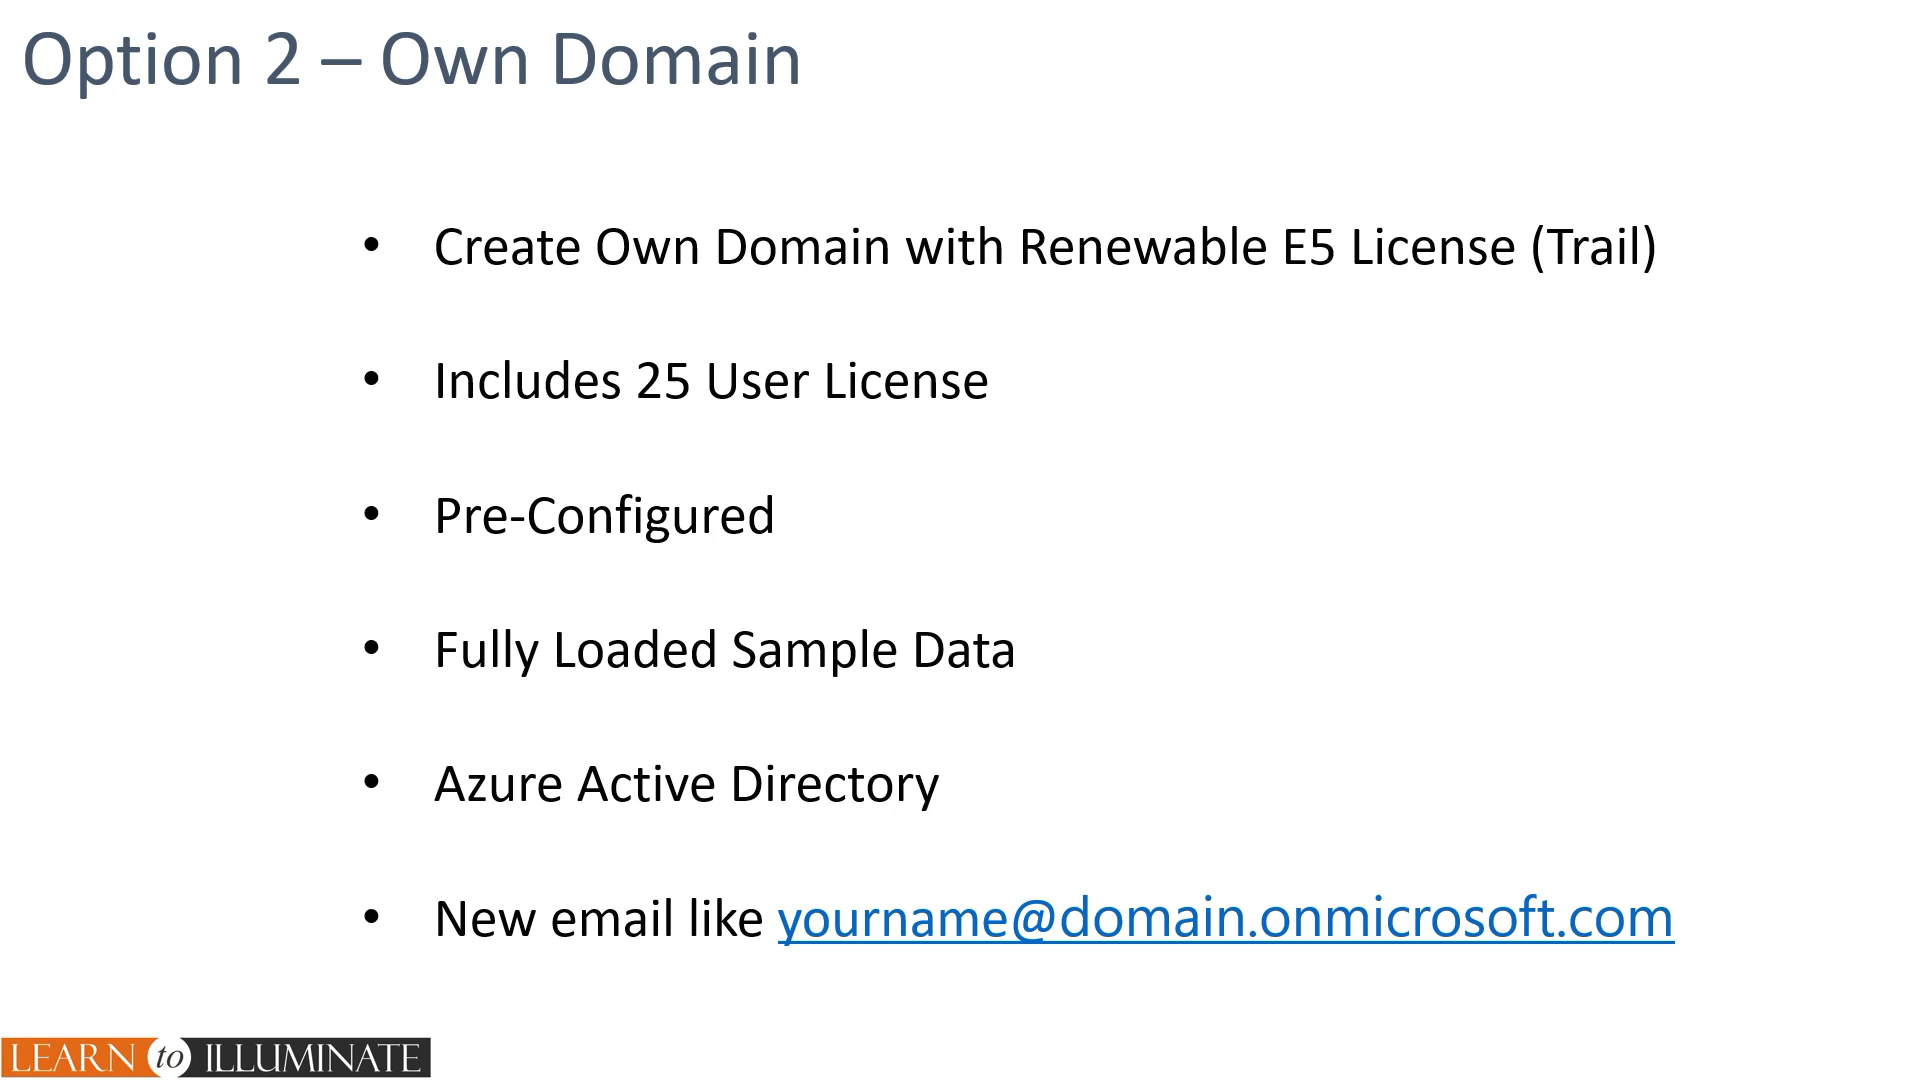 Option 2 – Own Domain
• Create Own Domain with Renewable E5 License (Trail)
• Includes 25 User License
• Pre-Configured
• Fully Loaded Sample Data
• Azure Active Directory
• New email like yourname@domain.onmicrosoft.com
LEARN to ILLUMINATE